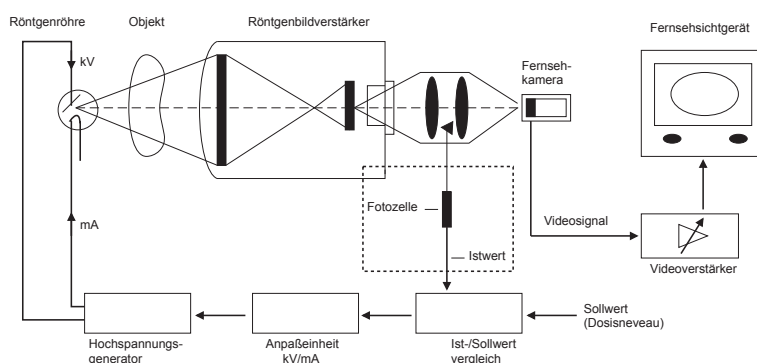 Röntgenröhre
Objekt
Röntgenbildverstärker
Fernsehsichtgerät
Fernseh-
kamera
kV
mA
Fotozelle
Istwert
Videosignal
Videoverstärker
Sollwert
(Dosisneveau)
Hochspannungs-
generator
Anpaßeinheit
kV/mA
Ist-/Sollwert
vergleich